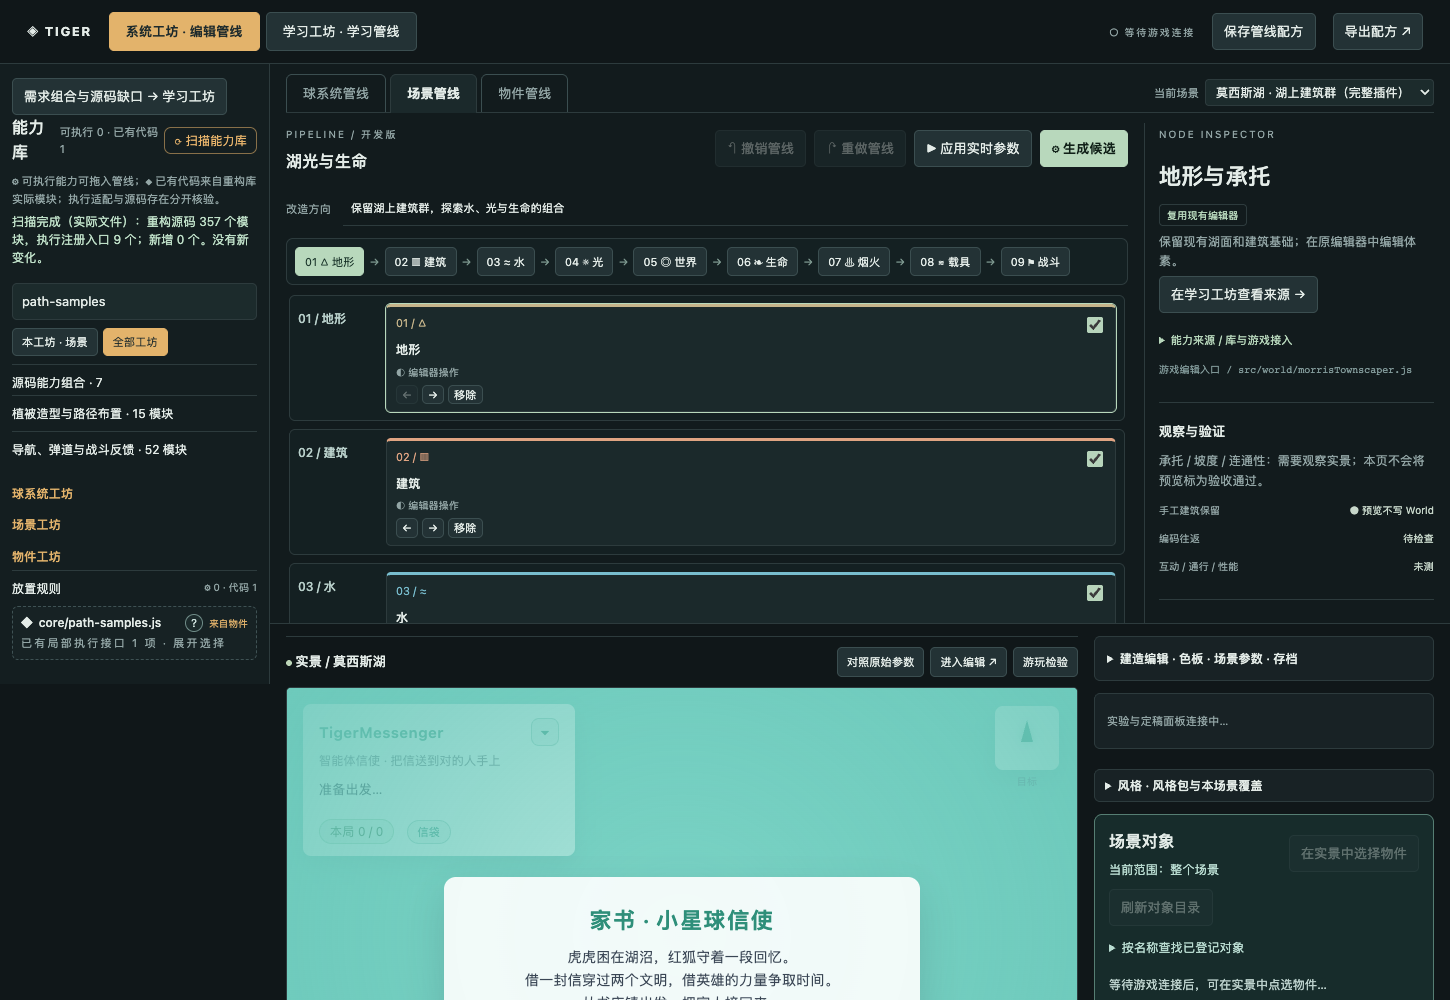 ◈ TIGER
系统工坊 · 编辑管线
学习工坊 · 学习管线
等待游戏连接
保存管线配方
导出配方 ↗
需求组合与源码缺口 → 学习工坊
能力库
可执行 0 · 已有代码 1
⟳ 扫描能力库
⚙ 可执行能力可拖入管线；◆ 已有代码来自重构库
实际模块；执行适配与源码存在分开核验。
扫描完成（实际文件）：重构源码 357 个模
块，执行注册入口 9 个；新增 0 个。没有新
变化。
path-samples
本工坊 · 场景
全部工坊
源码能力组合 · 7
植被造型与路径布置 · 15 模块
导航、弹道与战斗反馈 · 52 模块
球系统工坊
场景工坊
物件工坊
放置规则
⚙ 0 · 代码 1
◆ core/path-samples.js
?
来自物件
已有局部执行接口 1 项 · 展开选择
球系统管线
场景管线
物件管线
当前场景
莫西斯湖 · 湖上建筑群（完整插件）
PIPELINE / 开发版
湖光与生命
撤销管线
重做管线
▶ 应用实时参数
⚙ 生成候选
改造方向
保留湖上建筑群，探索水、光与生命的组合
01 △ 地形 → 02 ▥ 建筑 → 03 ≈ 水 → 04 ☼ 光 → 05 ◎ 世界 → 06 ❧ 生命 → 07 ♨ 烟火 → 08 ≋ 载具 → 09 ⚑ 战斗
01 / 地形
01 / △
地形
◐ 编辑器操作
← → 移除
02 / 建筑
02 / ▥
建筑
◐ 编辑器操作
← → 移除
03 / 水
03 / ≈
水
NODE INSPECTOR
地形与承托
复用现有编辑器
保留现有湖面和建筑基础；在原编辑器中编辑体
素。
在学习工坊查看来源 →
▶ 能力来源 / 库与游戏接入
游戏编辑入口 / src/world/morrisTownscaper.js
观察与验证
承托 / 坡度 / 连通性：需要观察实景；本页不会将
预览标为验收通过。
手工建筑保留
● 预览不写 World
编码往返
待检查
互动 / 通行 / 性能
未测
实景 / 莫西斯湖
对照原始参数
进入编辑 ↗
游玩检验
TigerMessenger
智能体信使 · 把信送到对的人手上
准备出发...
本局 0 / 0
信袋
目标
家书 · 小星球信使
虎虎困在湖沼，红狐守着一段回忆。
借一封信穿过两个文明，借英雄的力量争取时间。
▶ 建造编辑 · 色板 · 场景参数 · 存档
实验与定稿面板连接中…
▶ 风格 · 风格包与本场景覆盖
场景对象
在实景中选择物件
当前范围：整个场景
刷新对象目录
▶ 按名称查找已登记对象
等待游戏连接后，可在实景中点选物件…